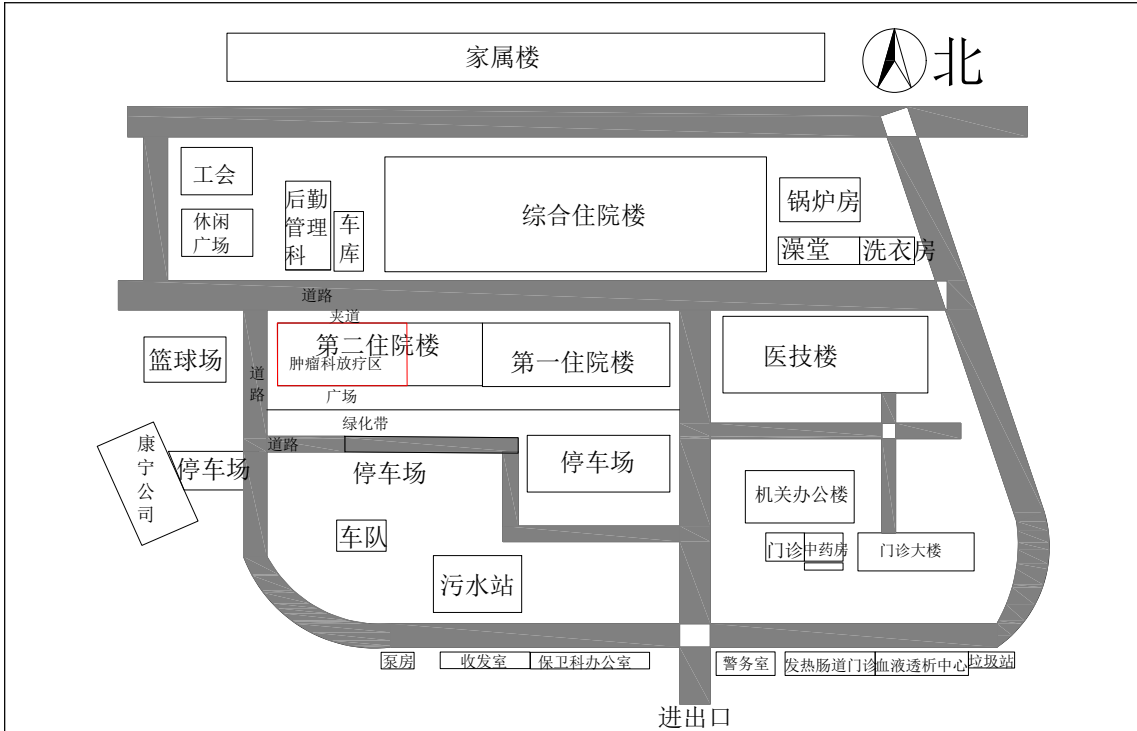 家属楼
北
工会
休闲
广场
后勤
管理
科
车
库
综合住院楼
锅炉房
澡堂
洗衣房
道路
夹道
篮球场
道
路
第二住院楼
肿瘤科放疗区
第一住院楼
医技楼
广场
绿化带
道路
康
宁
公
司
停车场
停车场
停车场
机关办公楼
车队
门诊
中药房
门诊大楼
污水站
泵房
收发室
保卫科办公室
警务室
发热肠道门诊
血液透析中心
垃圾站
进出口